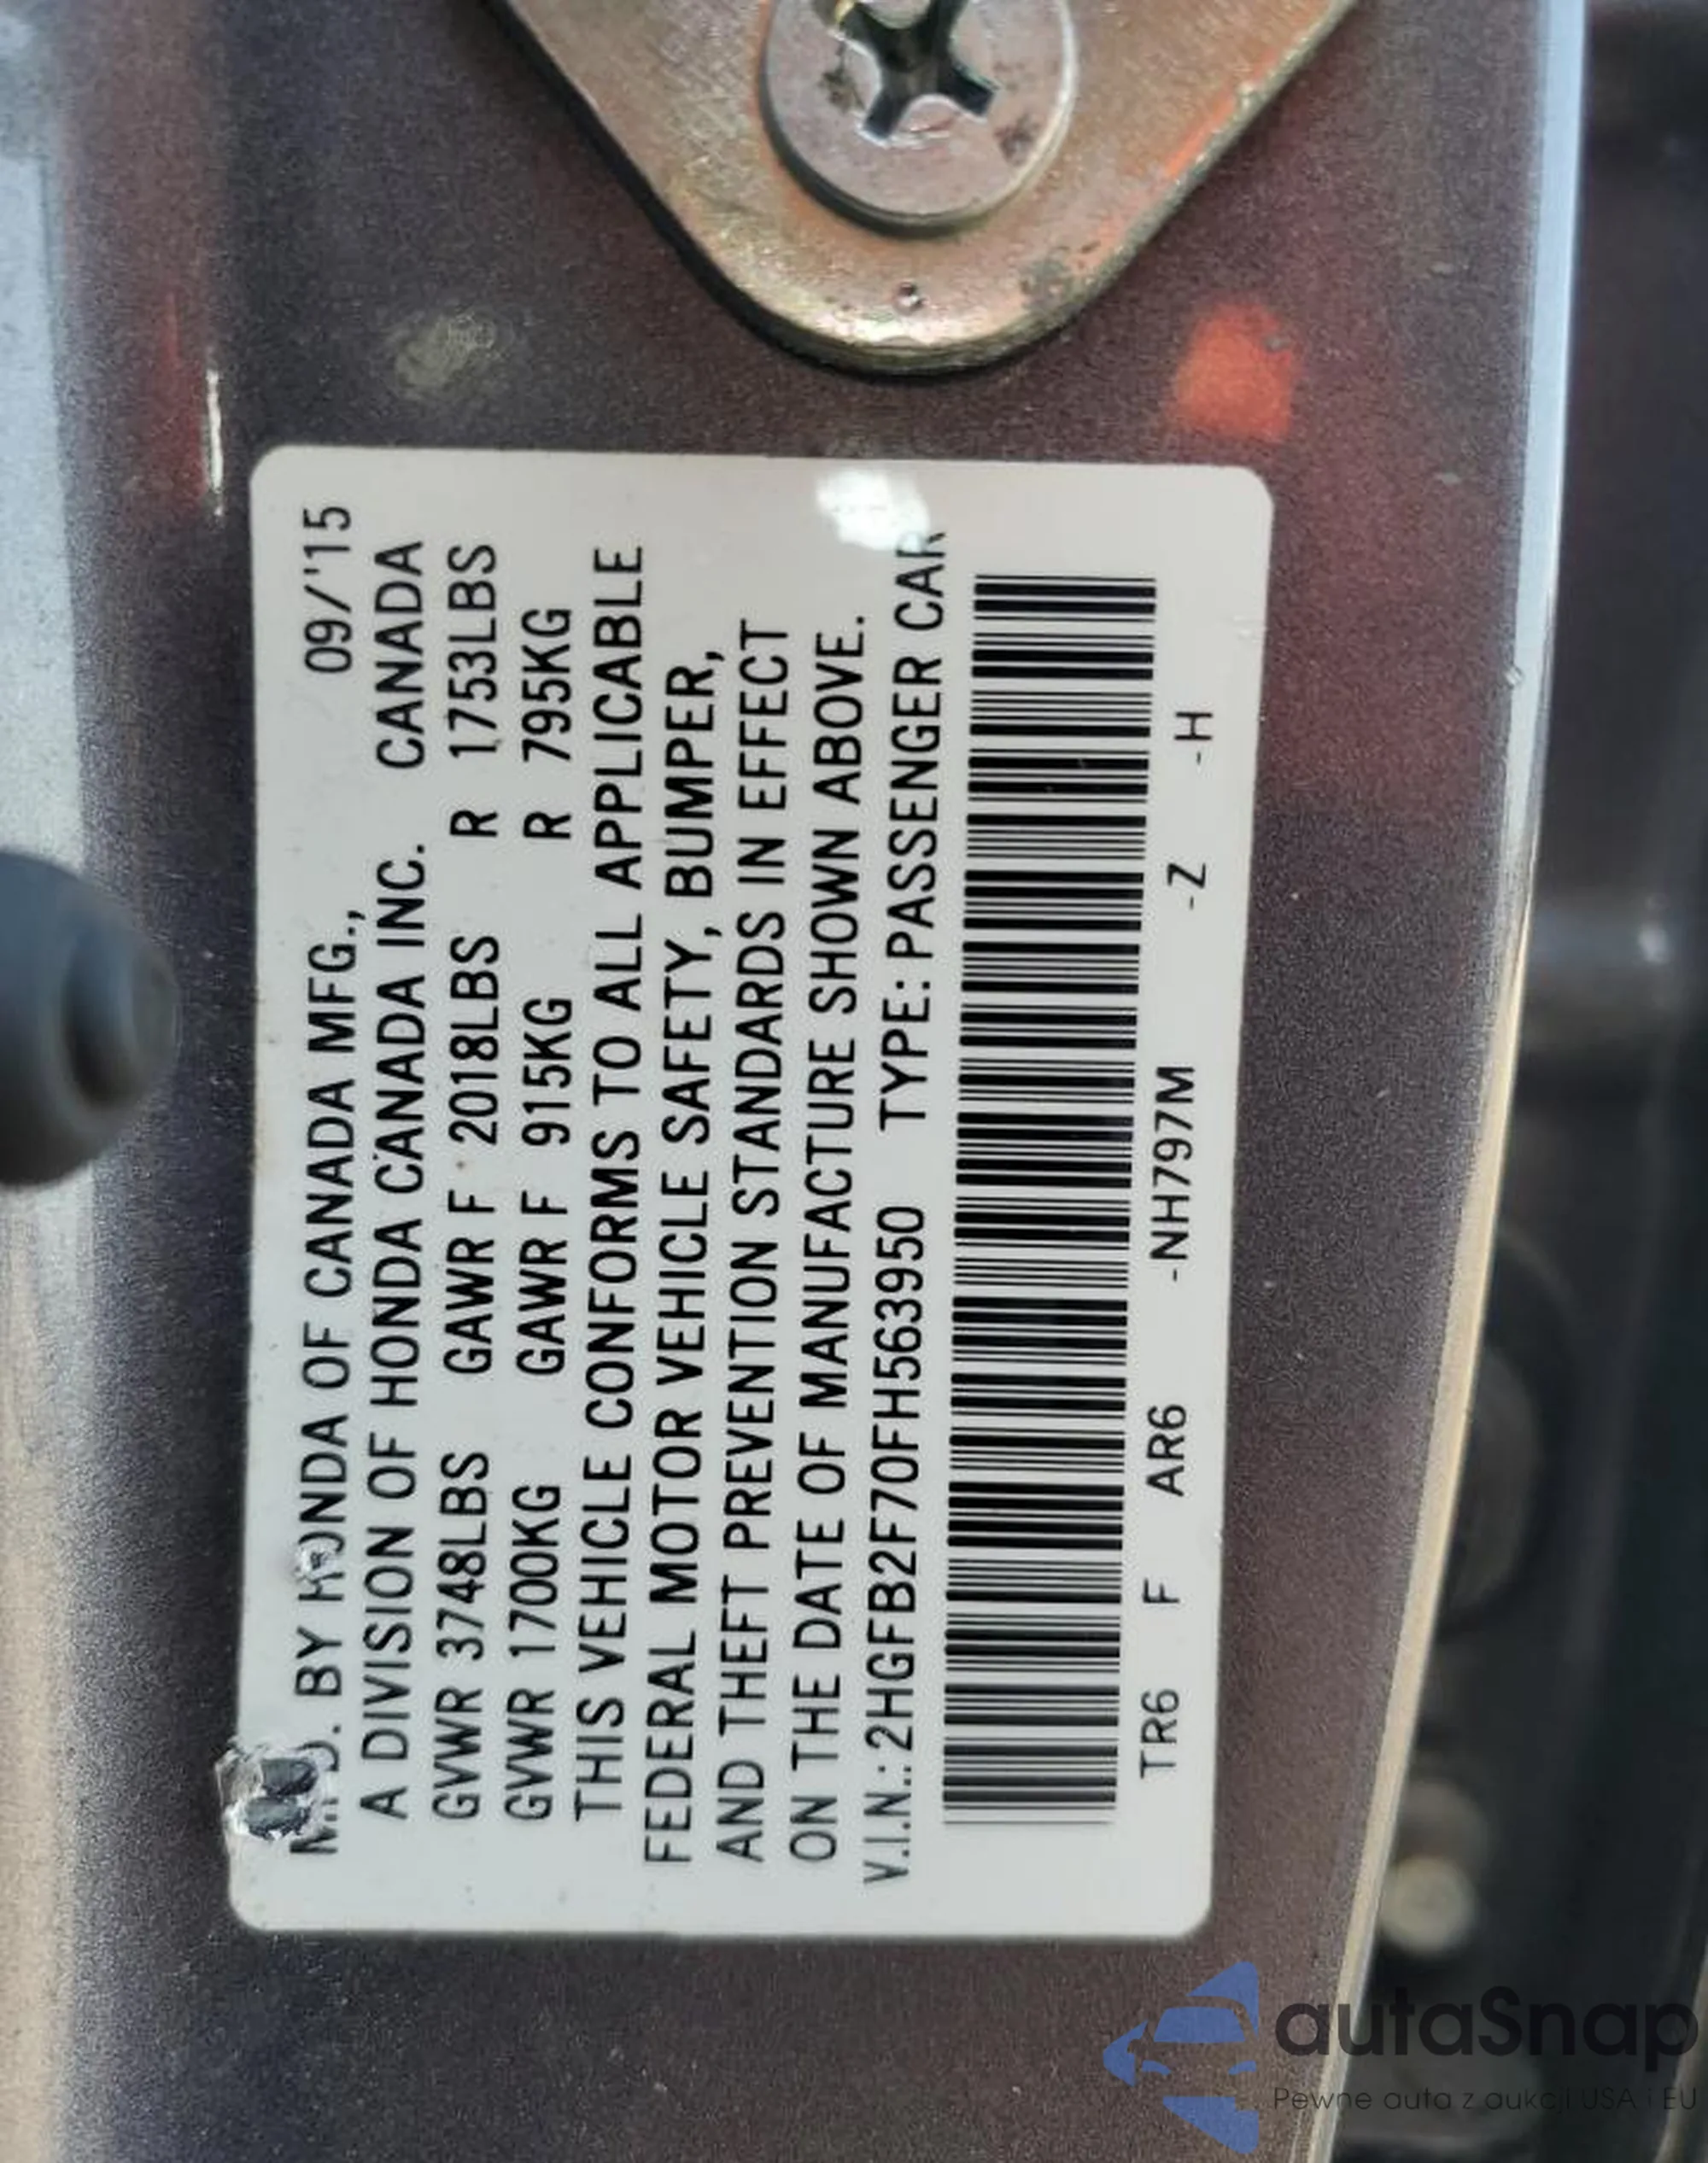 MFD. BY HONDA OF CANADA MFG., 09/'15
A DIVISION OF HONDA CANADA INC. CANADA
GVWR 3748LBS GAWR F 2018LBS R 1753LBS
GVWR 1700KG GAWR F 915KG R 795KG
THIS VEHICLE CONFORMS TO ALL APPLICABLE
FEDERAL MOTOR VEHICLE SAFETY, BUMPER,
AND THEFT PREVENTION STANDARDS IN EFFECT
ON THE DATE OF MANUFACTURE SHOWN ABOVE.
V.I.N.: 2HGFB2F70FH563950 TYPE: PASSENGER CAR
TR6 F AR6 -NH797M -Z -H
autaSnap
Pewne auta z aukcji USA i EU